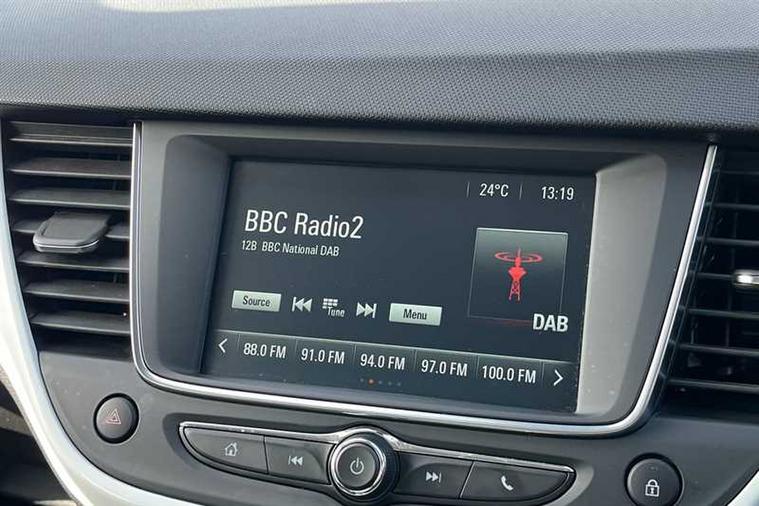 24°C 13:19
BBC Radio2
12B BBC National DAB
Source Tune Menu
DAB
88.0 FM 91.0 FM 94.0 FM 97.0 FM 100.0 FM